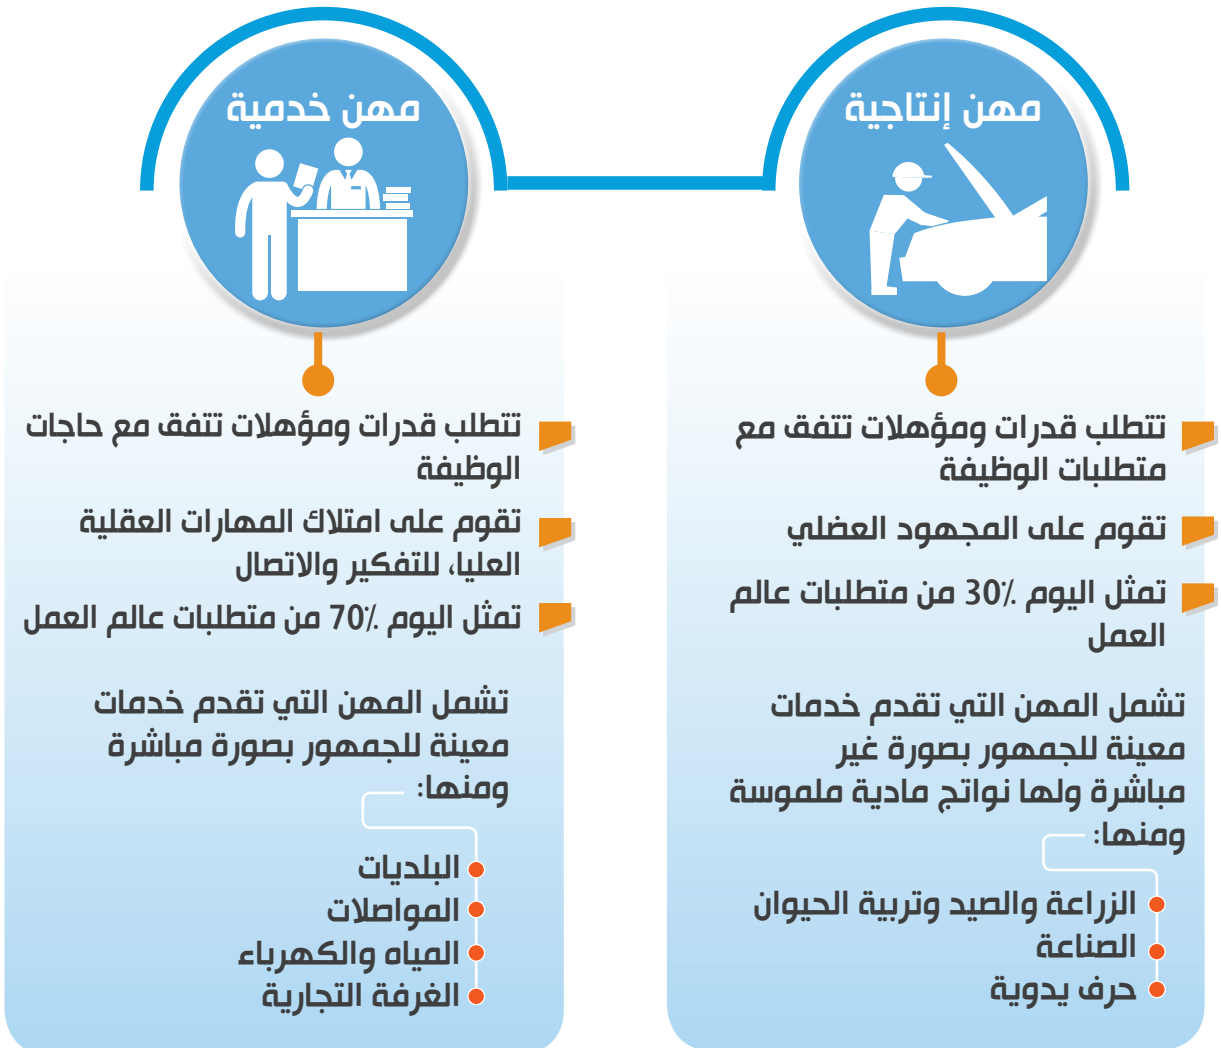 مهن إنتاجية
تتطلب قدرات ومؤهلات تتفق مع
متطلبات الوظيفة
تقوم على المجهود العضلي
تمثل اليوم 30٪ من متطلبات عالم
العمل
تشمل المهن التي تقدم خدمات
معينة للجمهور بصورة غير
مباشرة ولها نواتج مادية ملموسة
ومنها:
الزراعة والصيد وتربية الحيوان
الصناعة
حرف يدوية
مهن خدمية
تتطلب قدرات ومؤهلات تتفق مع حاجات
الوظيفة
تقوم على امتلاك المهارات العقلية
العليا، للتفكير والاتصال
تمثل اليوم 70٪ من متطلبات عالم العمل
تشمل المهن التي تقدم خدمات
معينة للجمهور بصورة مباشرة
ومنها:
البلديات
المواصلات
المياه والكهرباء
الغرفة التجارية